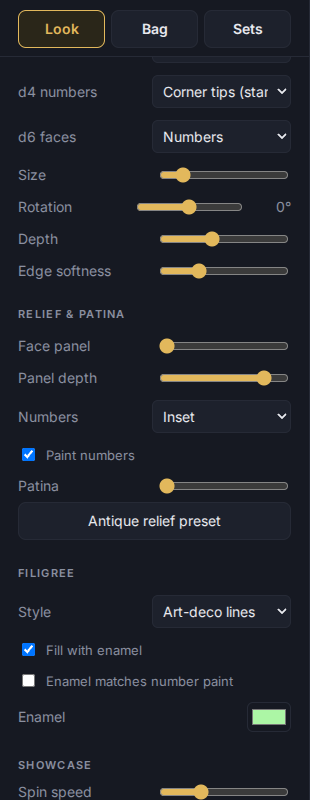 Look Bag Sets
d4 numbers Corner tips (star
d6 faces Numbers
Size
Rotation 0°
Depth
Edge softness
RELIEF & PATINA
Face panel
Panel depth
Numbers Inset
Paint numbers
Patina
Antique relief preset
FILIGREE
Style Art-deco lines
Fill with enamel
Enamel matches number paint
Enamel
SHOWCASE
Spin speed